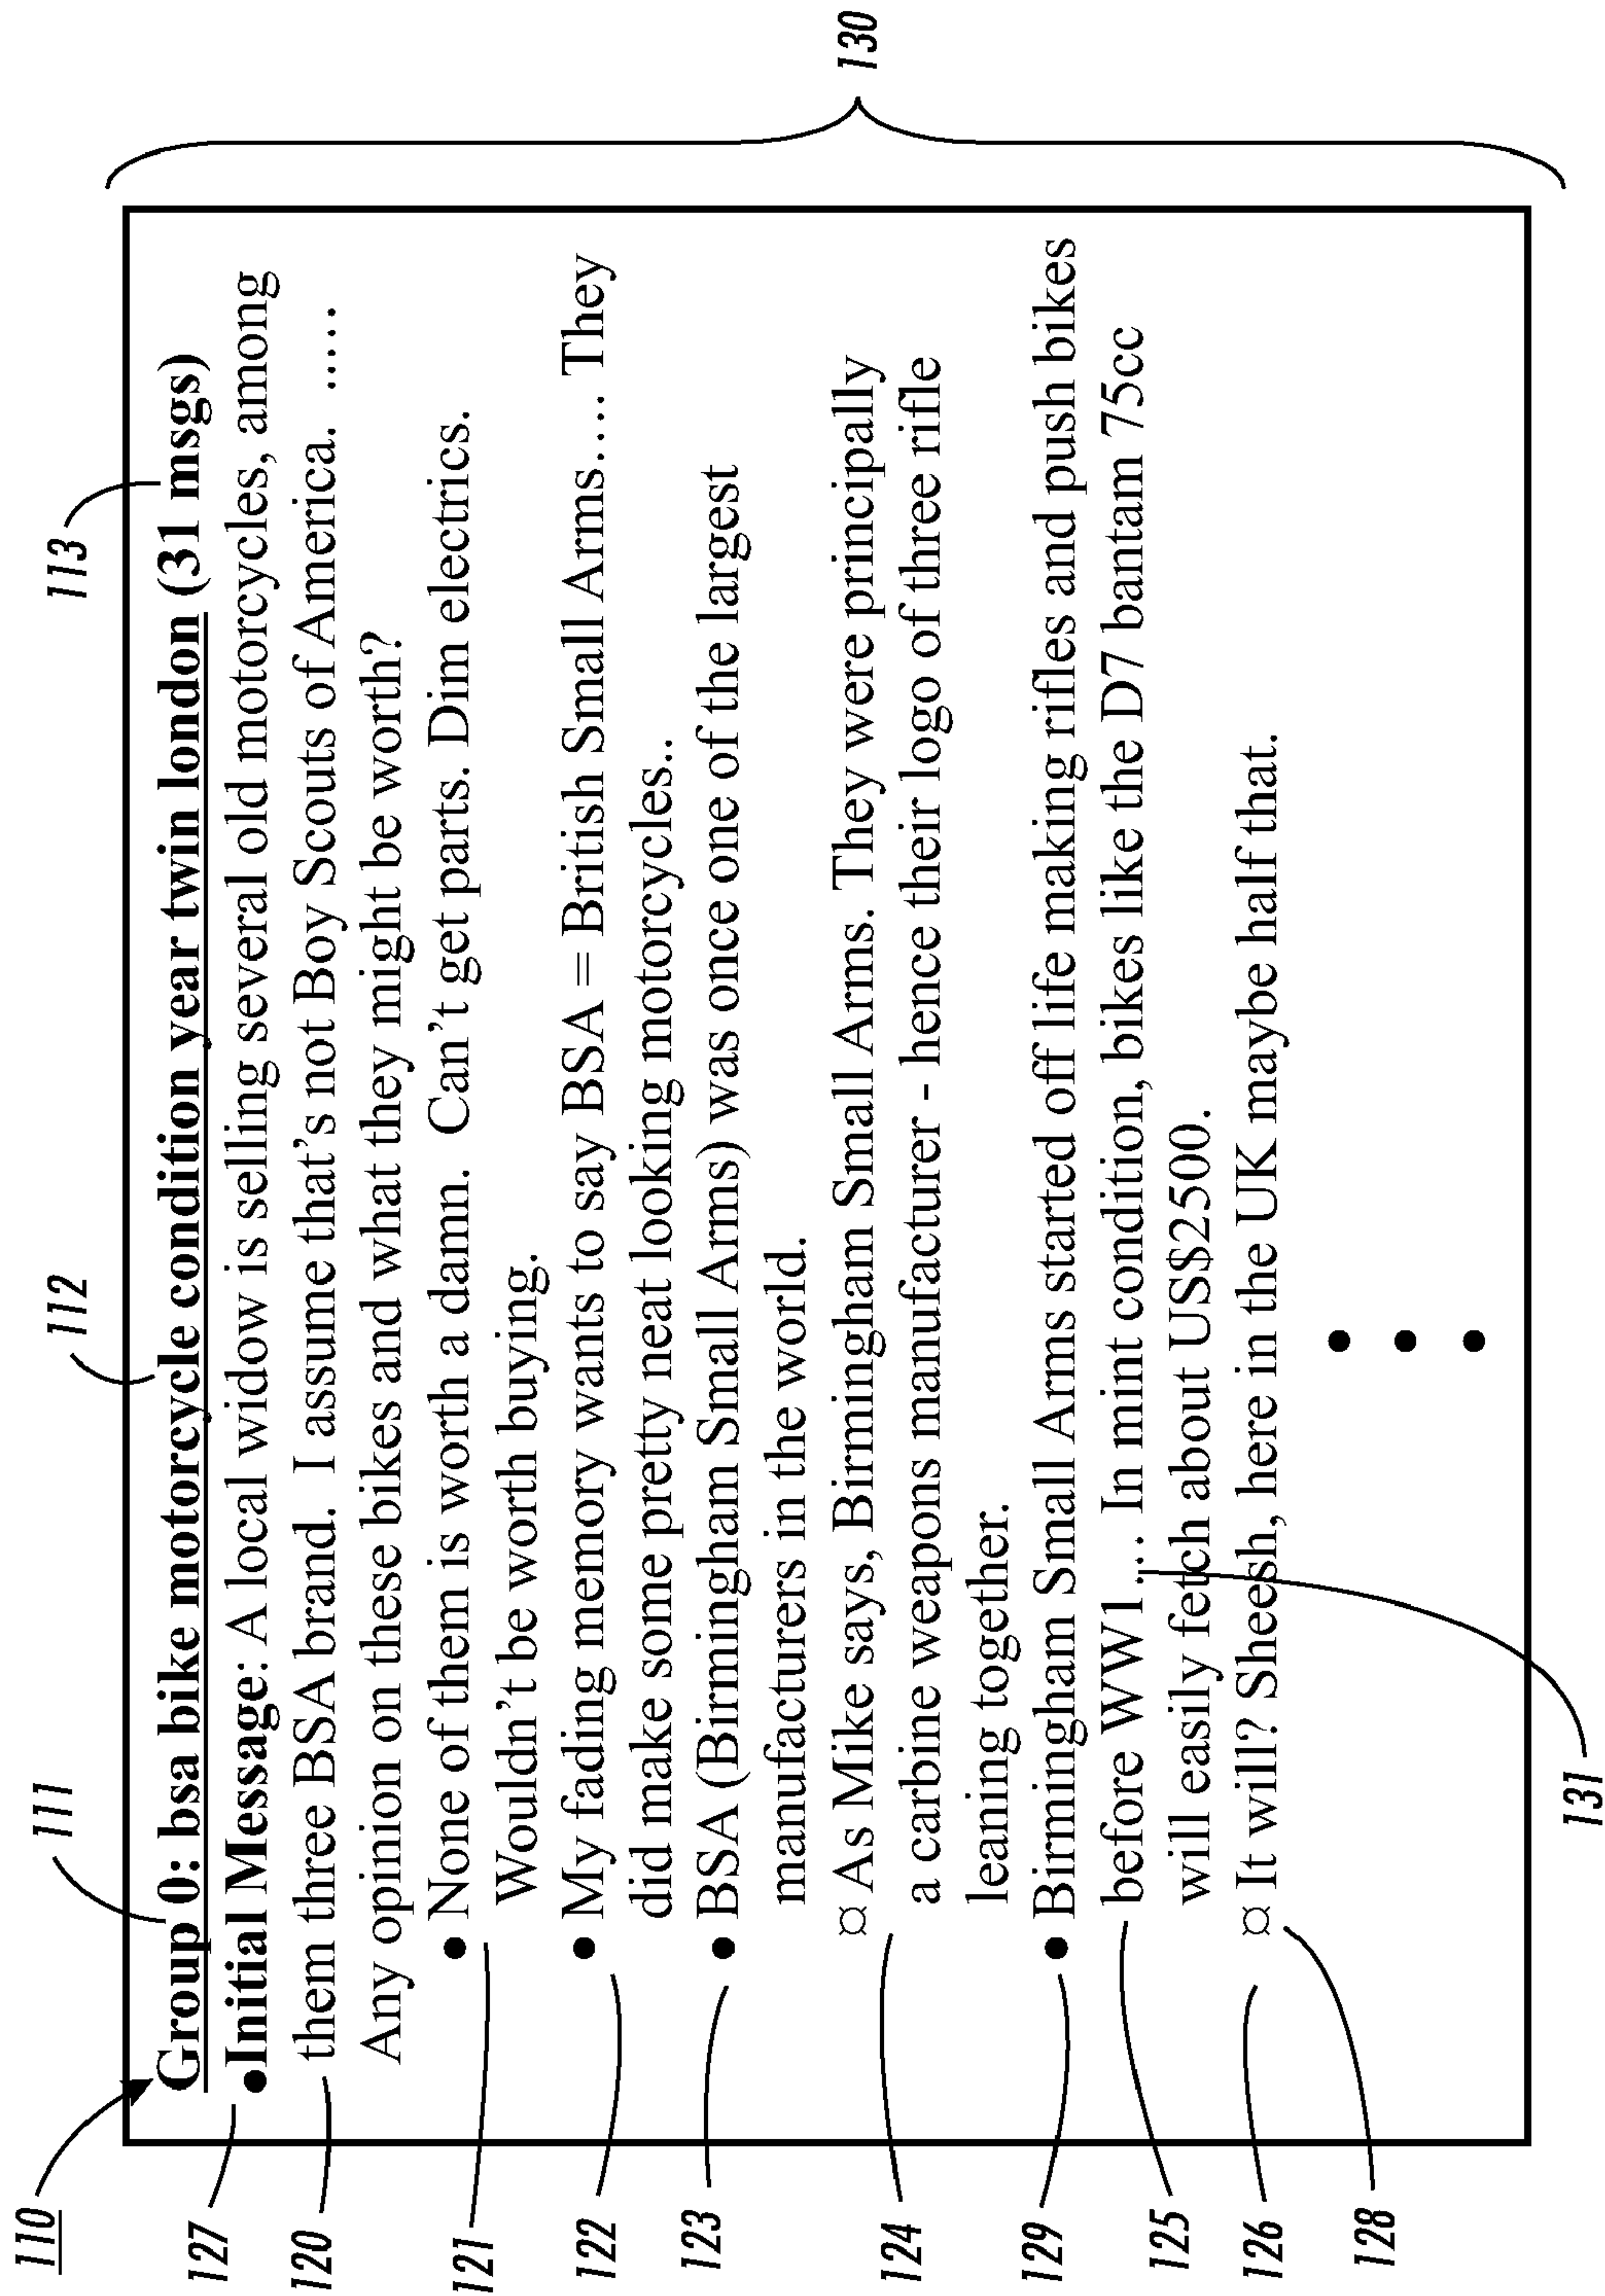 110
111
112
113
Group 0: bsa bike motorcycle condition year twin london (31 msgs)
127
●Initial Message: A local widow is selling several old motorcycles, among
120
them three BSA brand. I assume that's not Boy Scouts of America. .....
Any opinion on these bikes and what they might be worth?
121
● None of them is worth a damn. Can't get parts. Dim electrics.
Wouldn't be worth buying.
122
● My fading memory wants to say BSA = British Small Arms.... They
did make some pretty neat looking motorcycles..
123
● BSA (Birmingham Small Arms) was once one of the largest
manufacturers in the world.
124
¤ As Mike says, Birmingham Small Arms. They were principally
a carbine weapons manufacturer - hence their logo of three rifle
leaning together.
129
● Birmingham Small Arms started off life making rifles and push bikes
125
before WW1 ... In mint condition, bikes like the D7 bantam 75cc
will easily fetch about US$2500.
126
128
¤ It will? Sheesh, here in the UK maybe half that.
●
●
●
131
130